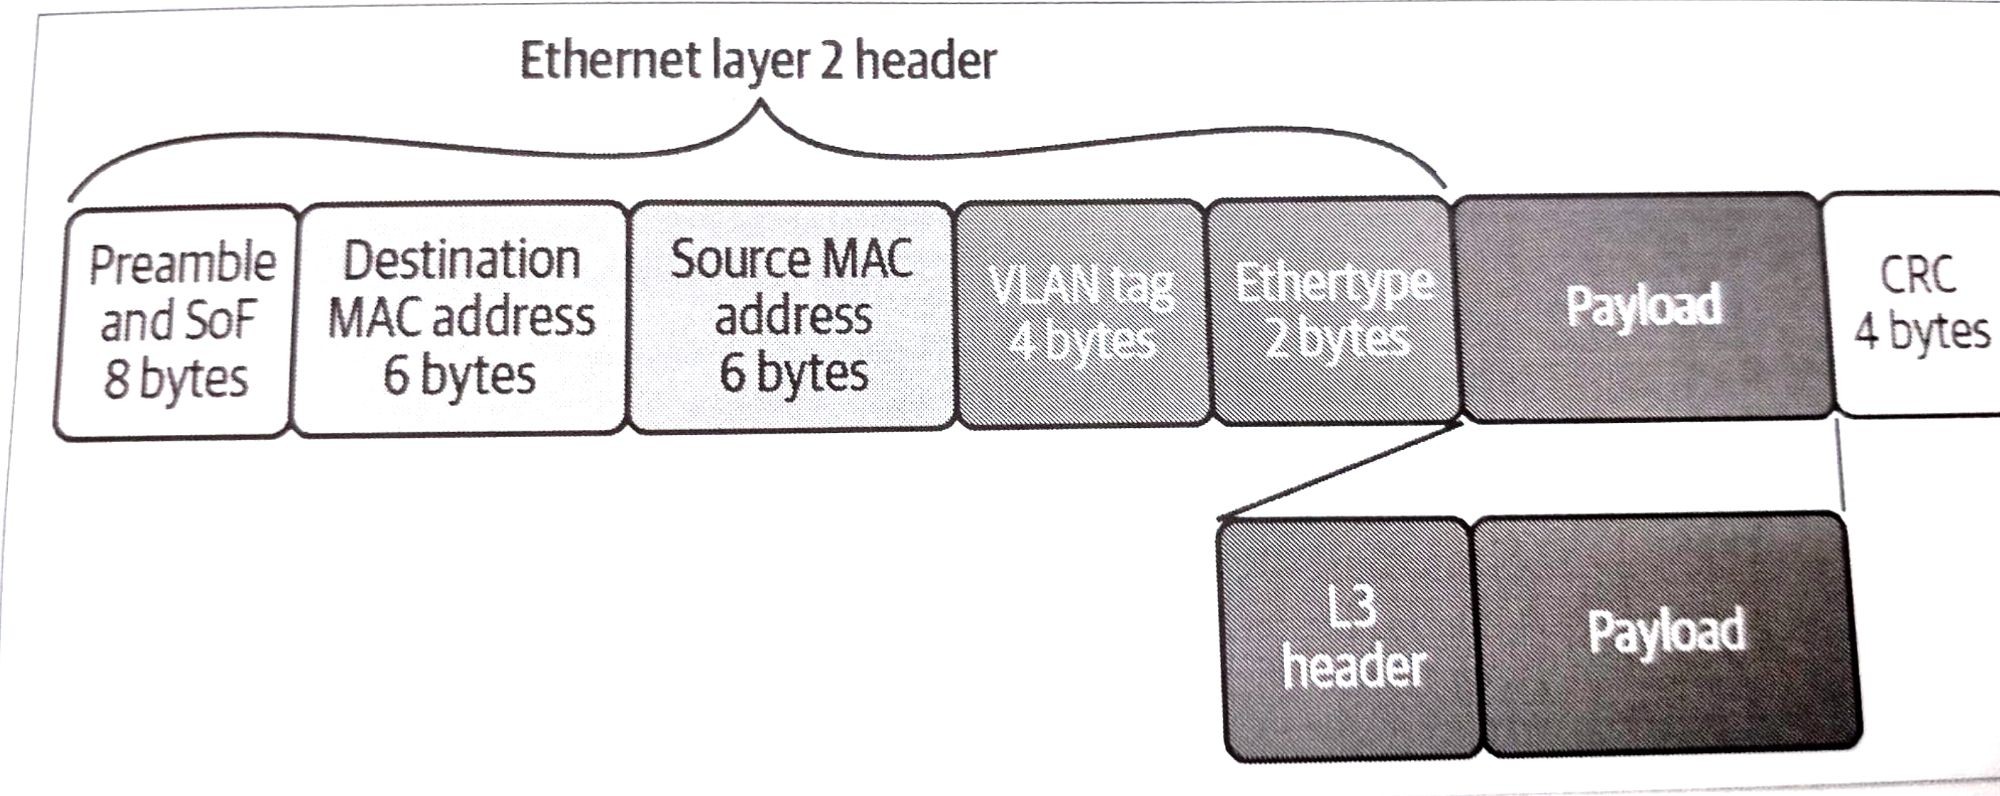 Ethernet layer 2 header
Preamble
and SoF
8 bytes
Destination
MAC address
6 bytes
Source MAC
address
6 bytes
VLAN tag
4 bytes
Ethertype
2 bytes
Payload
CRC
4 bytes
L3
header
Payload